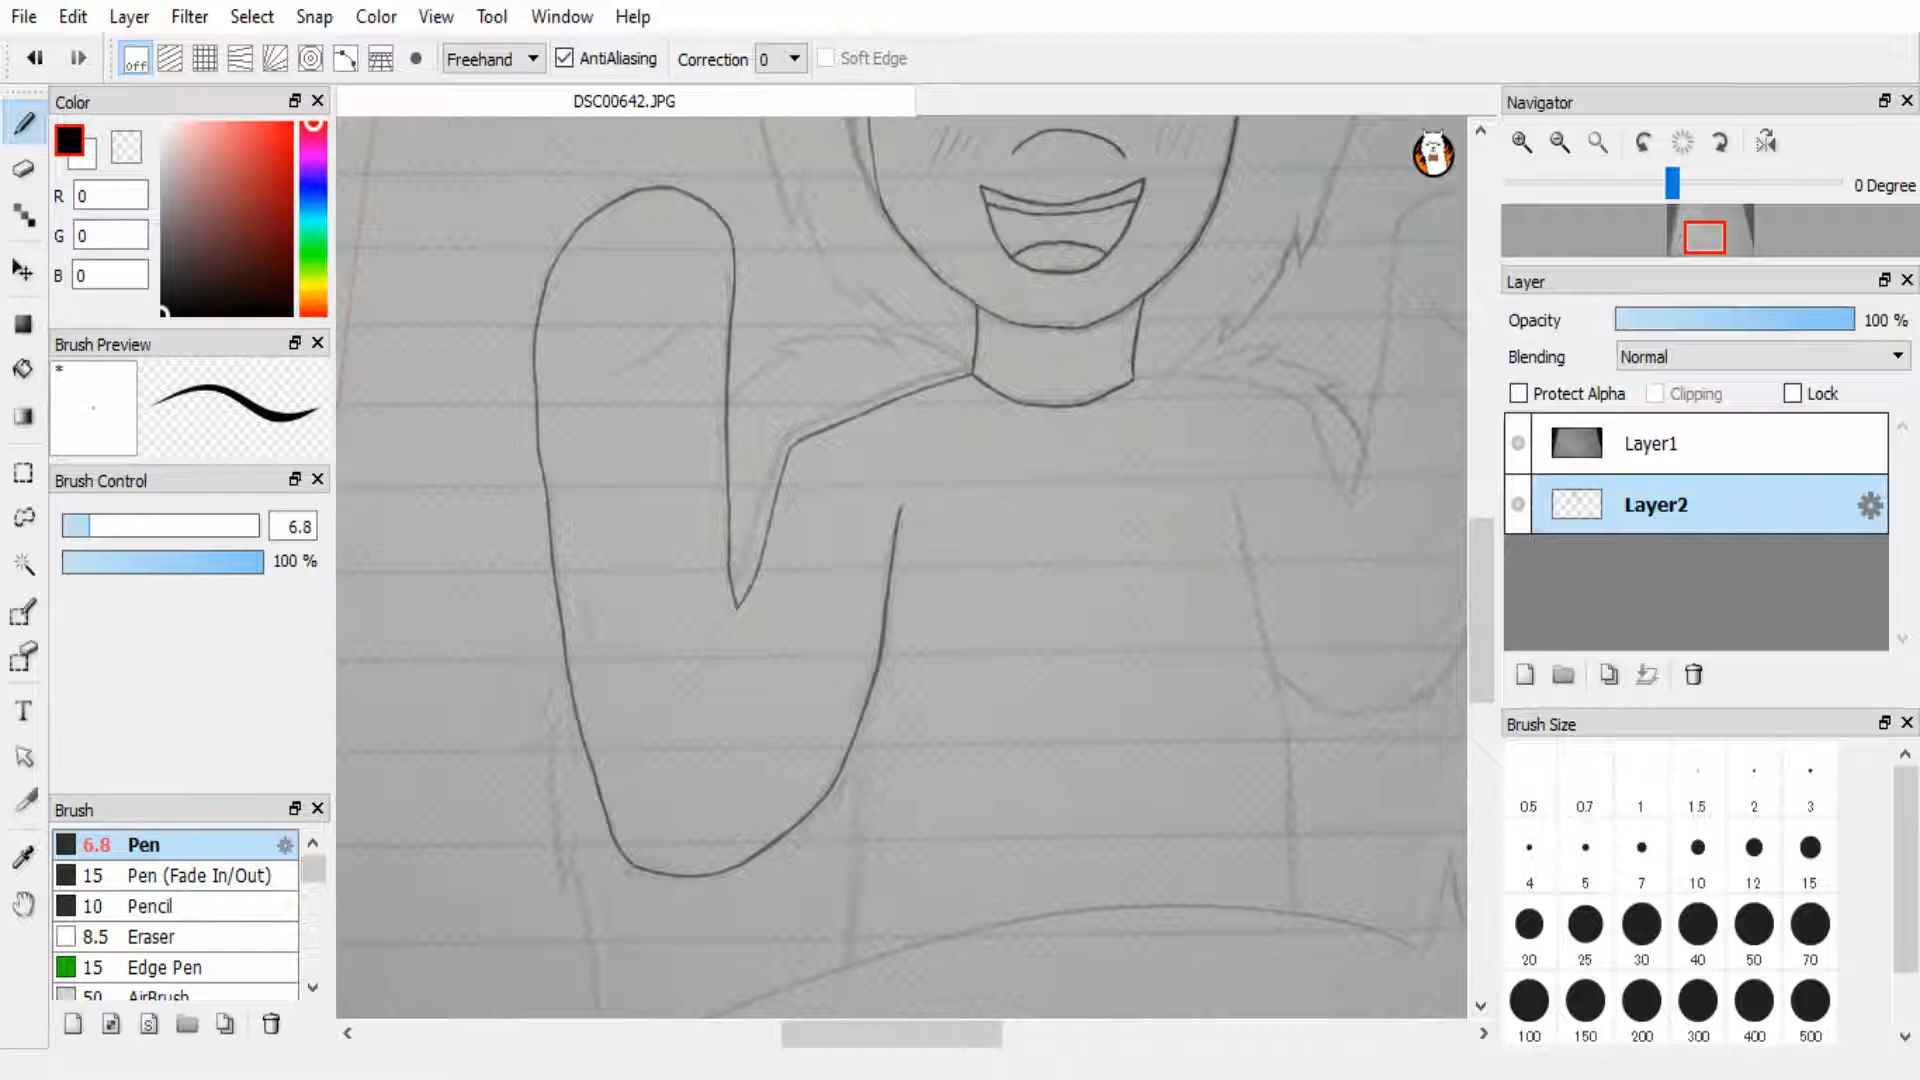 File Edit Layer Filter Select Snap Color View Tool Window Help
off Freehand AntiAliasing Correction 0 Soft Edge
Color
DSC00642.JPG
Navigator
R 0
G 0
B 0
0 Degree
Layer
Opacity 100 %
Blending Normal
Protect Alpha Clipping Lock
Layer1
Layer2
Brush Preview
*
Brush Control
6.8
100 %
Brush
6.8 Pen
15 Pen (Fade In/Out)
10 Pencil
8.5 Eraser
15 Edge Pen
50 AirBrush
Brush Size
0.5 0.7 1 1.5 2 3
4 5 7 10 12 15
20 25 30 40 50 70
100 150 200 300 400 500
S
T